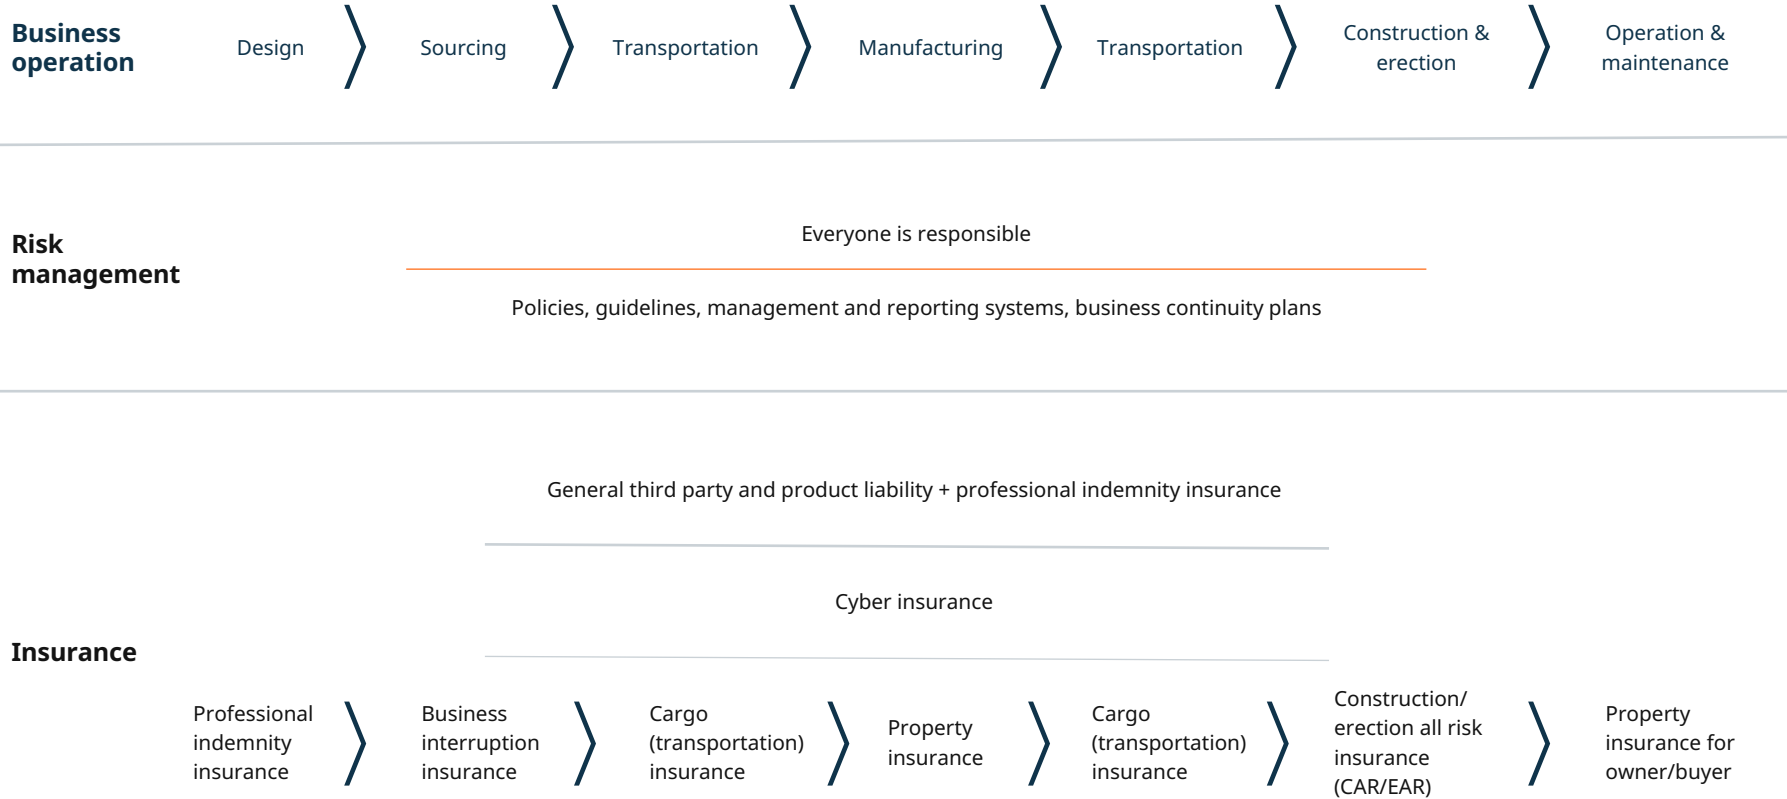 Business
operation
Design
Sourcing
Transportation
Manufacturing
Transportation
Construction &
erection
Operation &
maintenance
Risk
management
Everyone is responsible
Policies, guidelines, management and reporting systems, business continuity plans
Insurance
General third party and product liability + professional indemnity insurance
Cyber insurance
Professional
indemnity
insurance
Business
interruption
insurance
Cargo
(transportation)
insurance
Property
insurance
Cargo
(transportation)
insurance
Construction/
erection all risk
insurance
(CAR/EAR)
Property
insurance for
owner/buyer